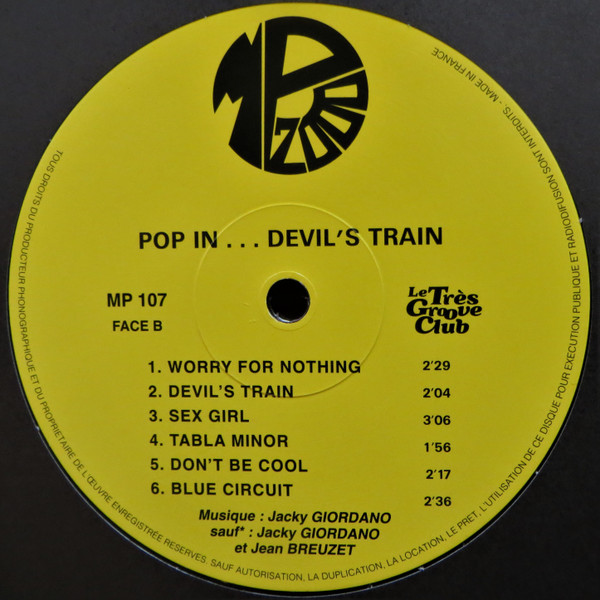 MP 2000
POP IN . . . DEVIL'S TRAIN
MP 107
FACE B
Le Très
Groove
Club
1. WORRY FOR NOTHING 2'29
2. DEVIL'S TRAIN 2'04
3. SEX GIRL 3'06
4. TABLA MINOR 1'56
5. DON'T BE COOL 2'17
6. BLUE CIRCUIT 2'36
Musique : Jacky GIORDANO
sauf* : Jacky GIORDANO
et Jean BREUZET
TOUS DROITS DU PRODUCTEUR PHONOGRAPHIQUE ET DU PROPRIETAIRE DE L'ŒUVRE ENREGISTRÉE RESERVES. SAUF AUTORISATION, LA DUPLICATION, LA LOCATION, LE PRET, L'UTILISATION DE CE DISQUE POUR EXECUTION PUBLIQUE ET RADIODIFUSION SONT INTERDITS. - MADE IN FRANCE